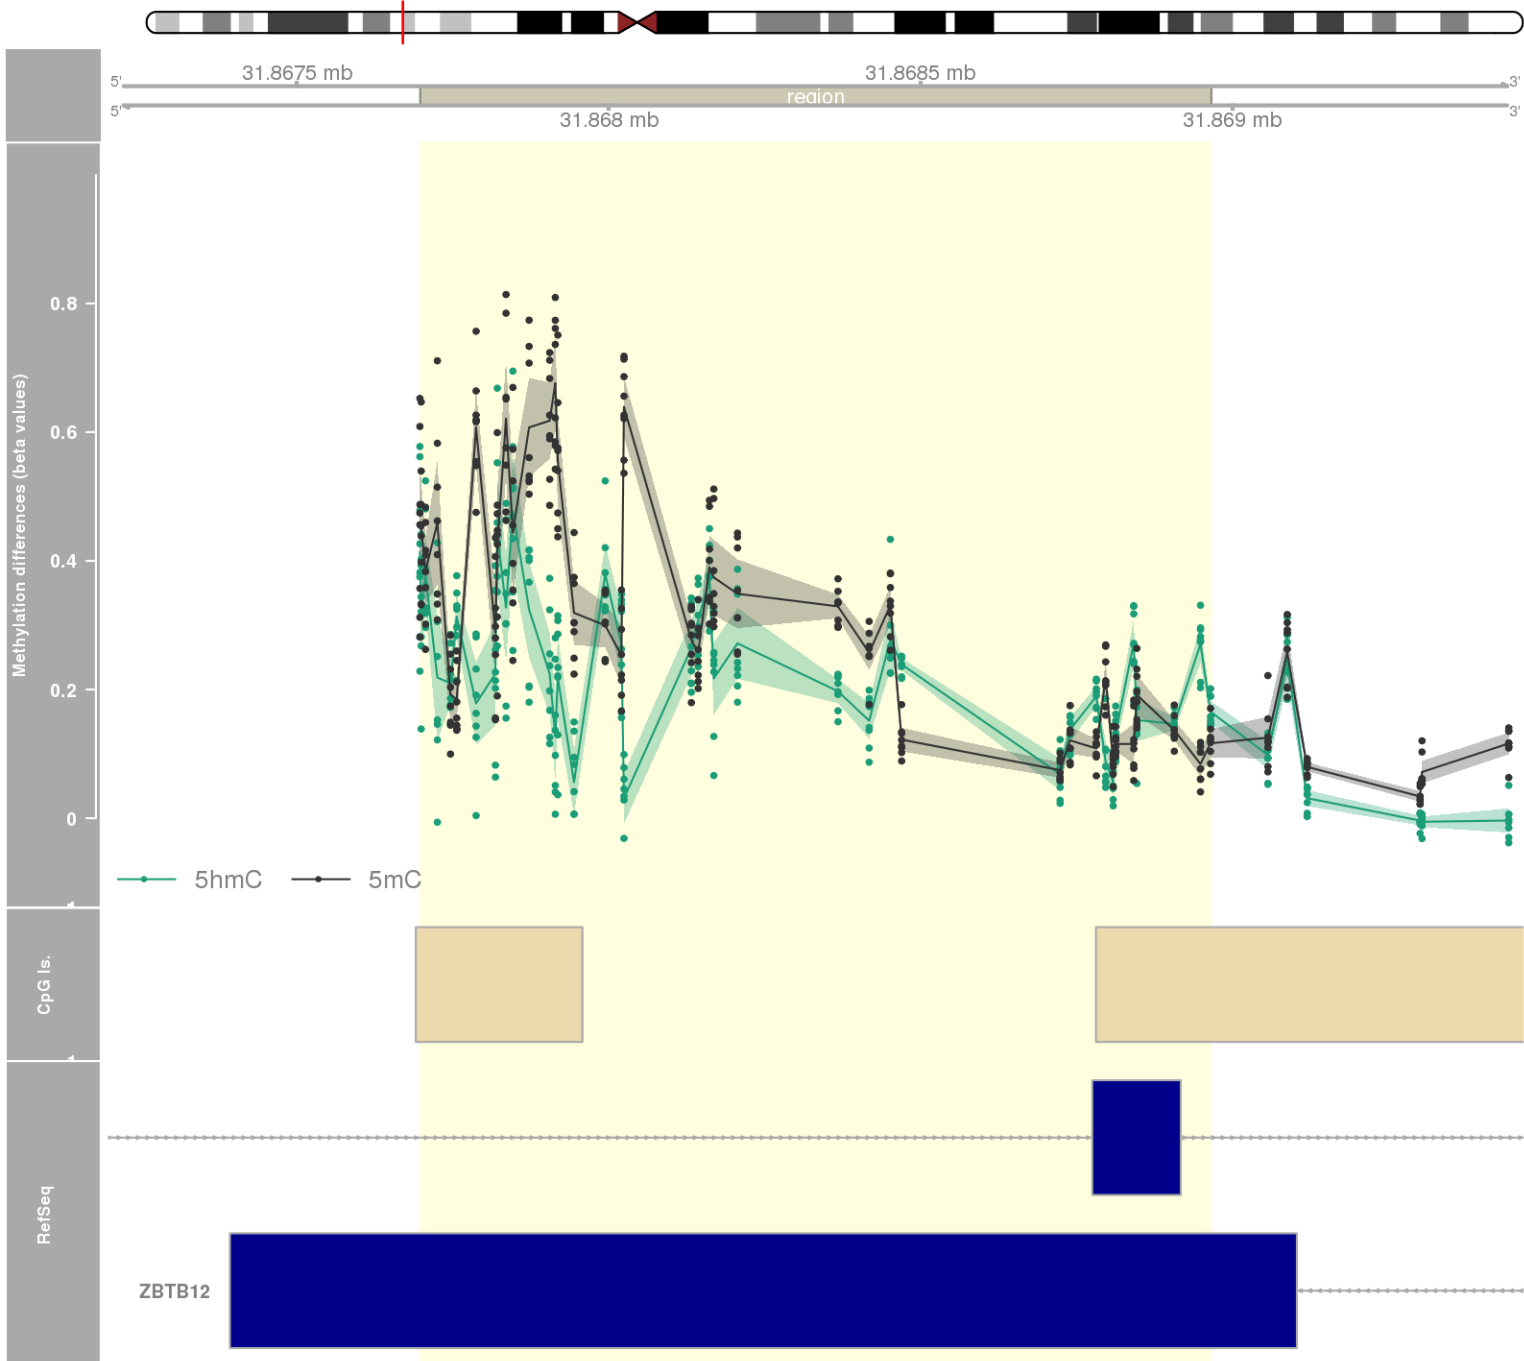 31.8675 mb
31.8685 mb
5'
3'
region
5'
3'
31.868 mb
31.869 mb
Methylation differences (beta values)
0.8
0.6
0.4
0.2
0
5hmC
5mC
CpG Is.
RefSeq
ZBTB12